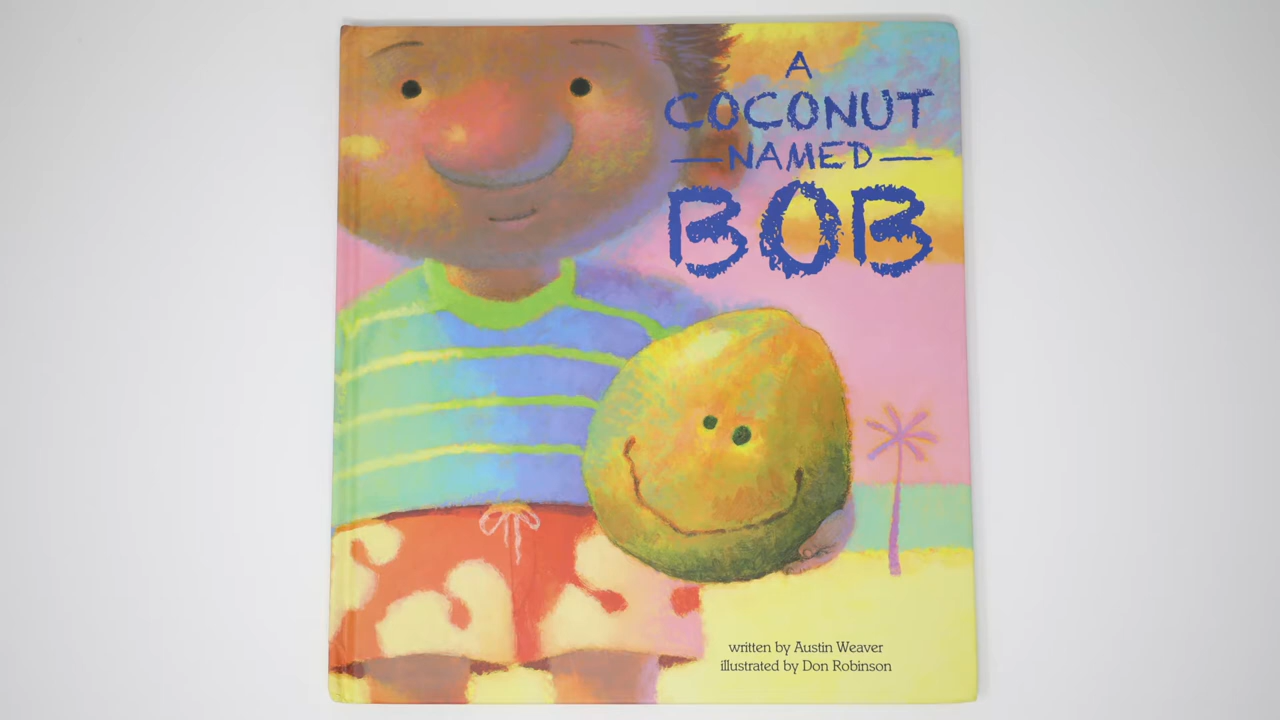 A
COCONUT
NAMED
BOB
written by Austin Weaver
illustrated by Don Robinson